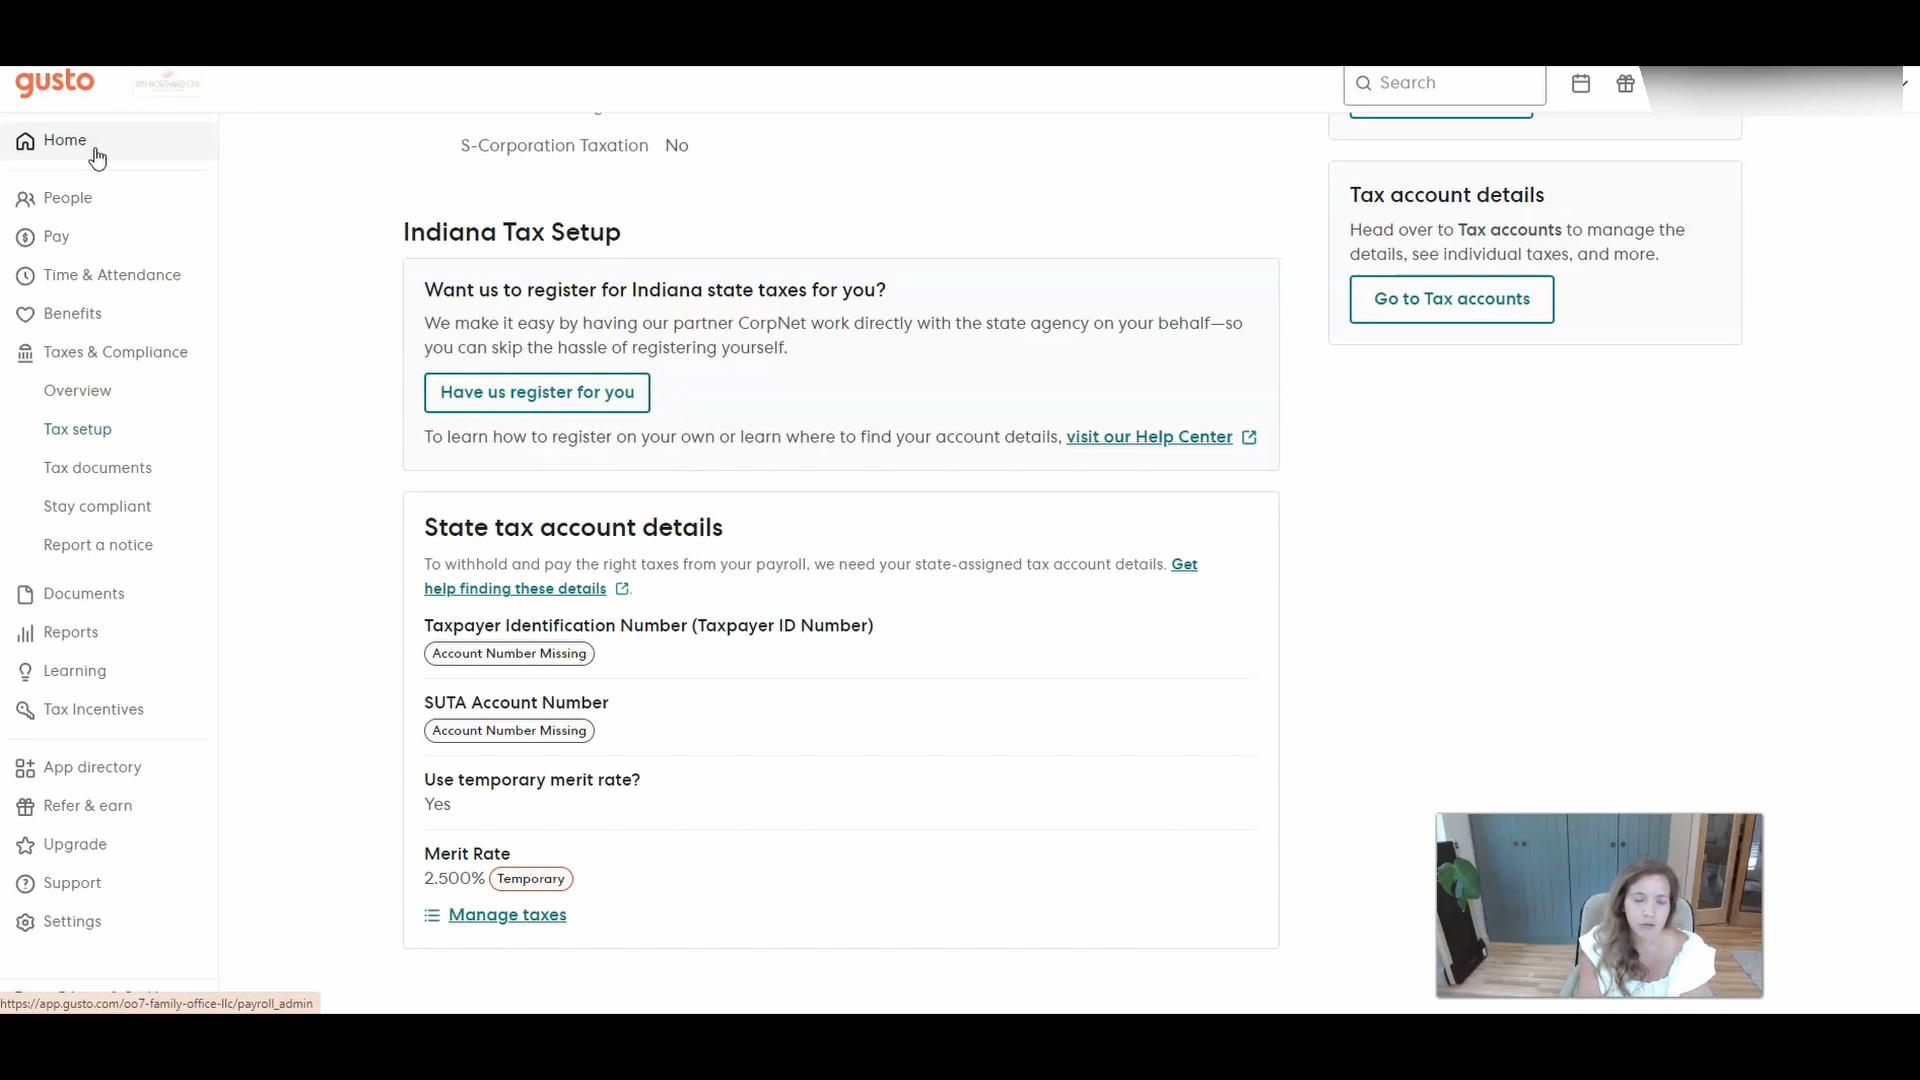 gusto
Search
Home
People
Pay
Time & Attendance
Benefits
Taxes & Compliance
Overview
Tax setup
Tax documents
Stay compliant
Report a notice
Documents
Reports
Learning
Tax Incentives
App directory
Refer & earn
Upgrade
Support
Settings
https://app.gusto.com/oo7-family-office-llc/payroll_admin
S-Corporation Taxation No
Indiana Tax Setup
Want us to register for Indiana state taxes for you?
We make it easy by having our partner CorpNet work directly with the state agency on your behalf—so
you can skip the hassle of registering yourself.
Have us register for you
To learn how to register on your own or learn where to find your account details, visit our Help Center
State tax account details
To withhold and pay the right taxes from your payroll, we need your state-assigned tax account details. Get
help finding these details.
Taxpayer Identification Number (Taxpayer ID Number)
Account Number Missing
SUTA Account Number
Account Number Missing
Use temporary merit rate?
Yes
Merit Rate
2.500% Temporary
Manage taxes
Tax account details
Head over to Tax accounts to manage the
details, see individual taxes, and more.
Go to Tax accounts